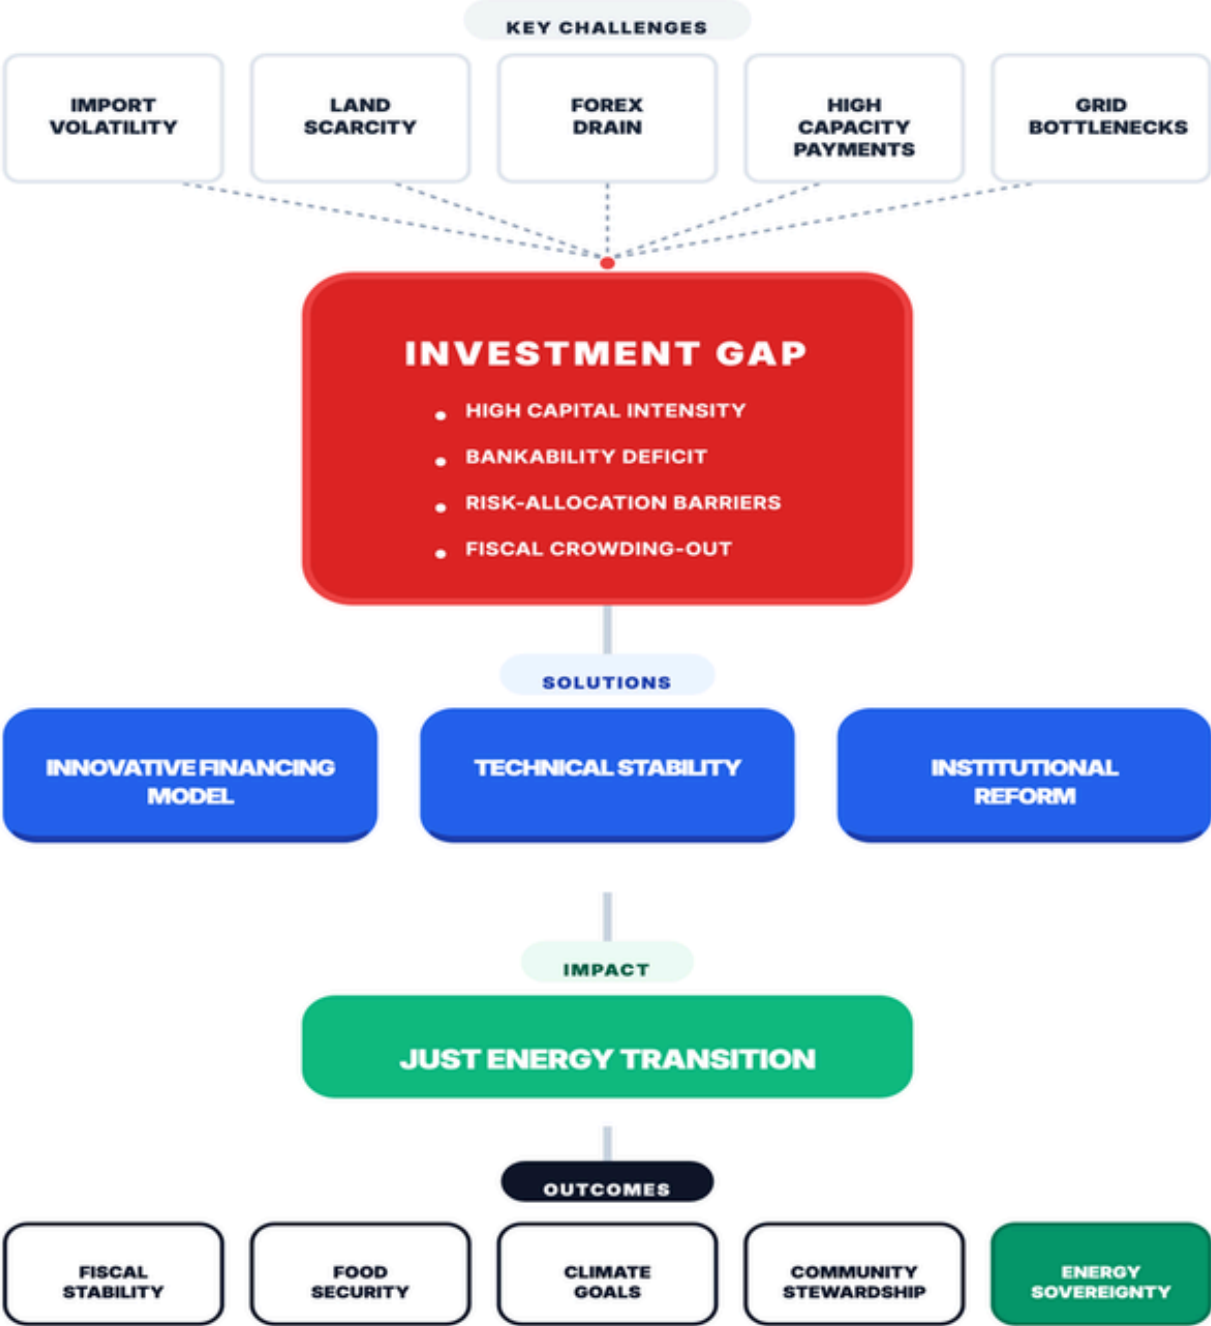 KEY CHALLENGES
IMPORT
VOLATILITY
LAND
SCARCITY
FOREX
DRAIN
HIGH
CAPACITY
PAYMENTS
GRID
BOTTLENECKS
INVESTMENT GAP
• HIGH CAPITAL INTENSITY
• BANKABILITY DEFICIT
• RISK-ALLOCATION BARRIERS
• FISCAL CROWDING-OUT
SOLUTIONS
INNOVATIVE FINANCING
MODEL
TECHNICAL STABILITY
INSTITUTIONAL
REFORM
IMPACT
JUST ENERGY TRANSITION
OUTCOMES
FISCAL
STABILITY
FOOD
SECURITY
CLIMATE
GOALS
COMMUNITY
STEWARDSHIP
ENERGY
SOVEREIGNTY